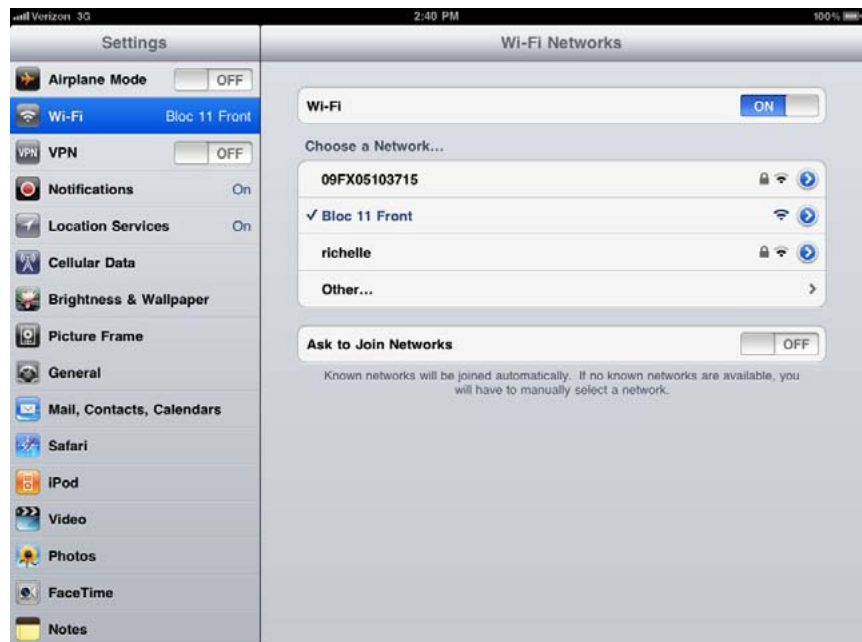 Verizon 3G 2:40 PM 100%
Settings
Airplane Mode OFF
Wi-Fi Bloc 11 Front
VPN VPN OFF
Notifications On
Location Services On
Cellular Data
Brightness & Wallpaper
Picture Frame
General
Mail, Contacts, Calendars
Safari
iPod
Video
Photos
FaceTime
Notes
Wi-Fi Networks
Wi-Fi ON
Choose a Network...
09FX05103715
Bloc 11 Front
richelle
Other...
Ask to Join Networks OFF
Known networks will be joined automatically. If no known networks are available, you
will have to manually select a network.